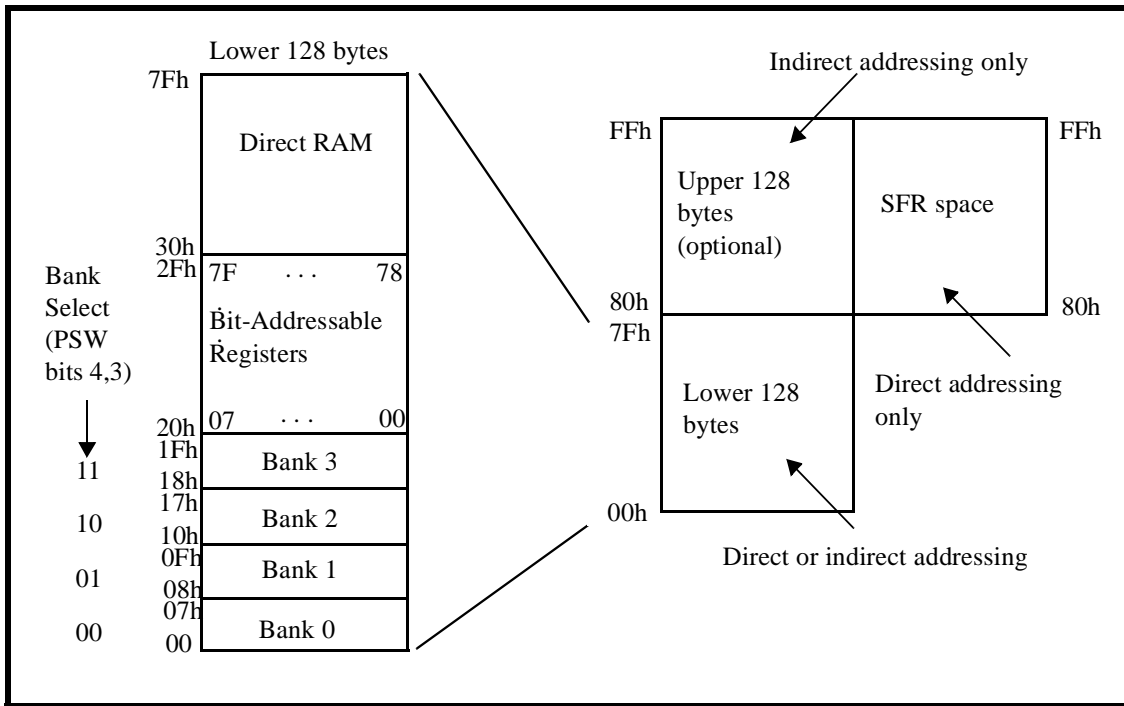 Lower 128 bytes
7Fh
Direct RAM
30h
2Fh
7F ... 78
Bit-Addressable
Registers
07 ... 00
20h
1Fh
Bank 3
18h
17h
Bank 2
10h
0Fh
Bank 1
08h
07h
Bank 0
00
Bank
Select
(PSW
bits 4,3)
11
10
01
00
Indirect addressing only
FFh
FFh
Upper 128
bytes
(optional)
SFR space
80h
80h
7Fh
Lower 128
bytes
Direct addressing
only
00h
Direct or indirect addressing